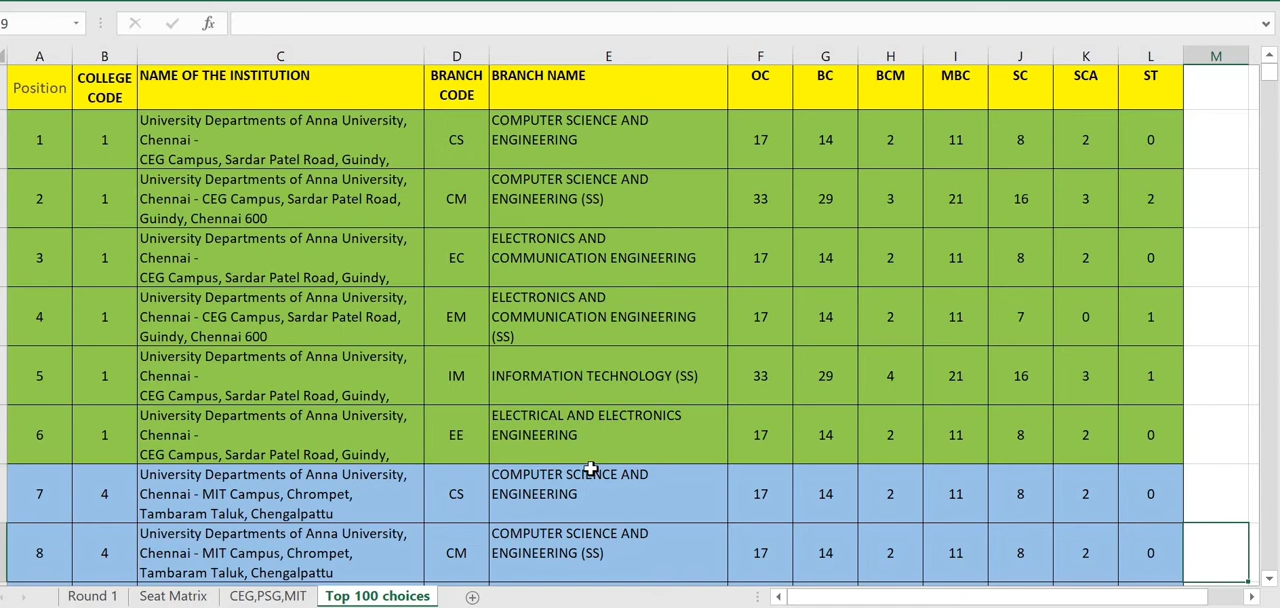 9
fx
A B C D E F G H I J K L M
Position COLLEGE CODE NAME OF THE INSTITUTION BRANCH CODE BRANCH NAME OC BC BCM MBC SC SCA ST
1 1 University Departments of Anna University,
Chennai -
CEG Campus, Sardar Patel Road, Guindy,
CS COMPUTER SCIENCE AND
ENGINEERING
17 14 2 11 8 2 0
2 1 University Departments of Anna University,
Chennai - CEG Campus, Sardar Patel Road,
Guindy, Chennai 600
CM COMPUTER SCIENCE AND
ENGINEERING (SS)
33 29 3 21 16 3 2
3 1 University Departments of Anna University,
Chennai -
CEG Campus, Sardar Patel Road, Guindy,
EC ELECTRONICS AND
COMMUNICATION ENGINEERING
17 14 2 11 8 2 0
4 1 University Departments of Anna University,
Chennai - CEG Campus, Sardar Patel Road,
Guindy, Chennai 600
EM ELECTRONICS AND
COMMUNICATION ENGINEERING
(SS)
17 14 2 11 7 0 1
5 1 University Departments of Anna University,
Chennai -
CEG Campus, Sardar Patel Road, Guindy,
IM INFORMATION TECHNOLOGY (SS)
33 29 4 21 16 3 1
6 1 University Departments of Anna University,
Chennai -
CEG Campus, Sardar Patel Road, Guindy,
EE ELECTRICAL AND ELECTRONICS
ENGINEERING
17 14 2 11 8 2 0
7 4 University Departments of Anna University,
Chennai - MIT Campus, Chrompet,
Tambaram Taluk, Chengalpattu
CS COMPUTER SCIENCE AND
ENGINEERING
17 14 2 11 8 2 0
8 4 University Departments of Anna University,
Chennai - MIT Campus, Chrompet,
Tambaram Taluk, Chengalpattu
CM COMPUTER SCIENCE AND
ENGINEERING (SS)
17 14 2 11 8 2 0
Round 1 Seat Matrix CEG,PSG,MIT Top 100 choices